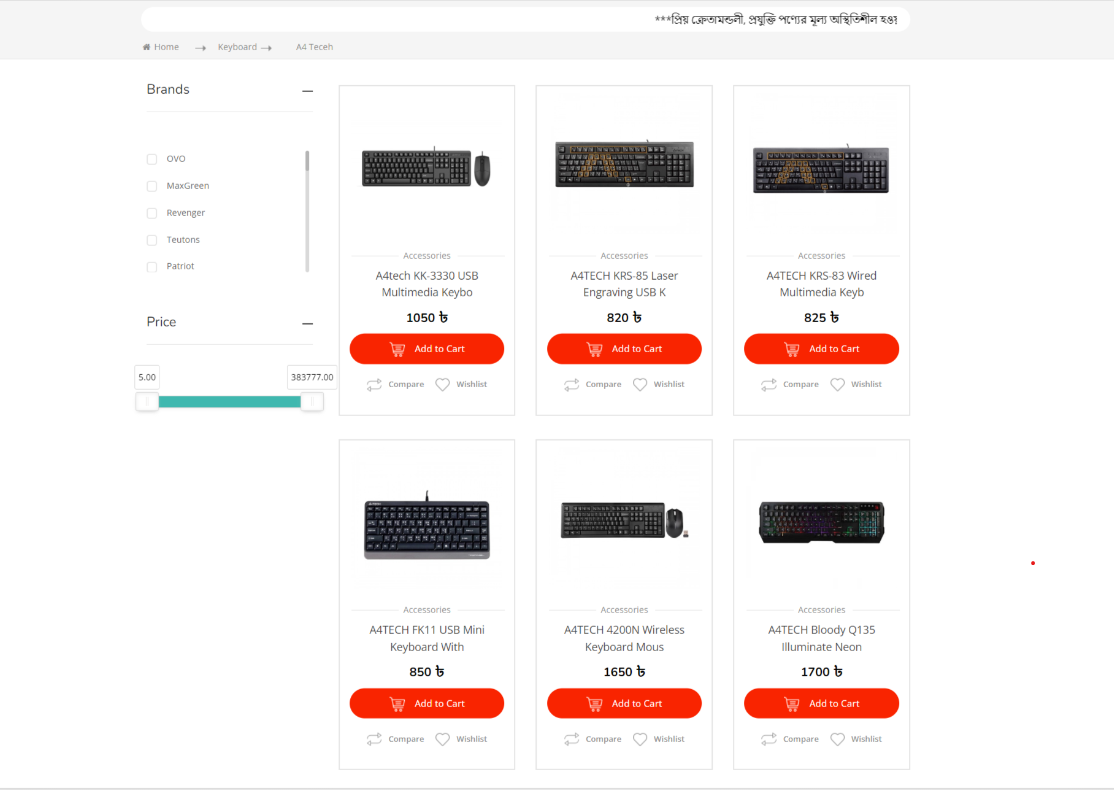 ***প্রিয় ক্রেতামন্ডলী, প্রযুক্তি পণ্যের মূল্য অস্থিতিশীল হওয়
Home → Keyboard → A4 Teceh
Brands
OVO
MaxGreen
Revenger
Teutons
Patriot
Price
5.00 383777.00
Accessories Accessories Accessories
A4tech KK-3330 USB A4TECH KRS-85 Laser A4TECH KRS-83 Wired
Multimedia Keybo Engraving USB K Multimedia Keyb
1050 ৳ 820 ৳ 825 ৳
Add to Cart Add to Cart Add to Cart
Compare Wishlist Compare Wishlist Compare Wishlist
Accessories Accessories Accessories
A4TECH FK11 USB Mini A4TECH 4200N Wireless A4TECH Bloody Q135
Keyboard With Keyboard Mous Illuminate Neon
850 ৳ 1650 ৳ 1700 ৳
Add to Cart Add to Cart Add to Cart
Compare Wishlist Compare Wishlist Compare Wishlist